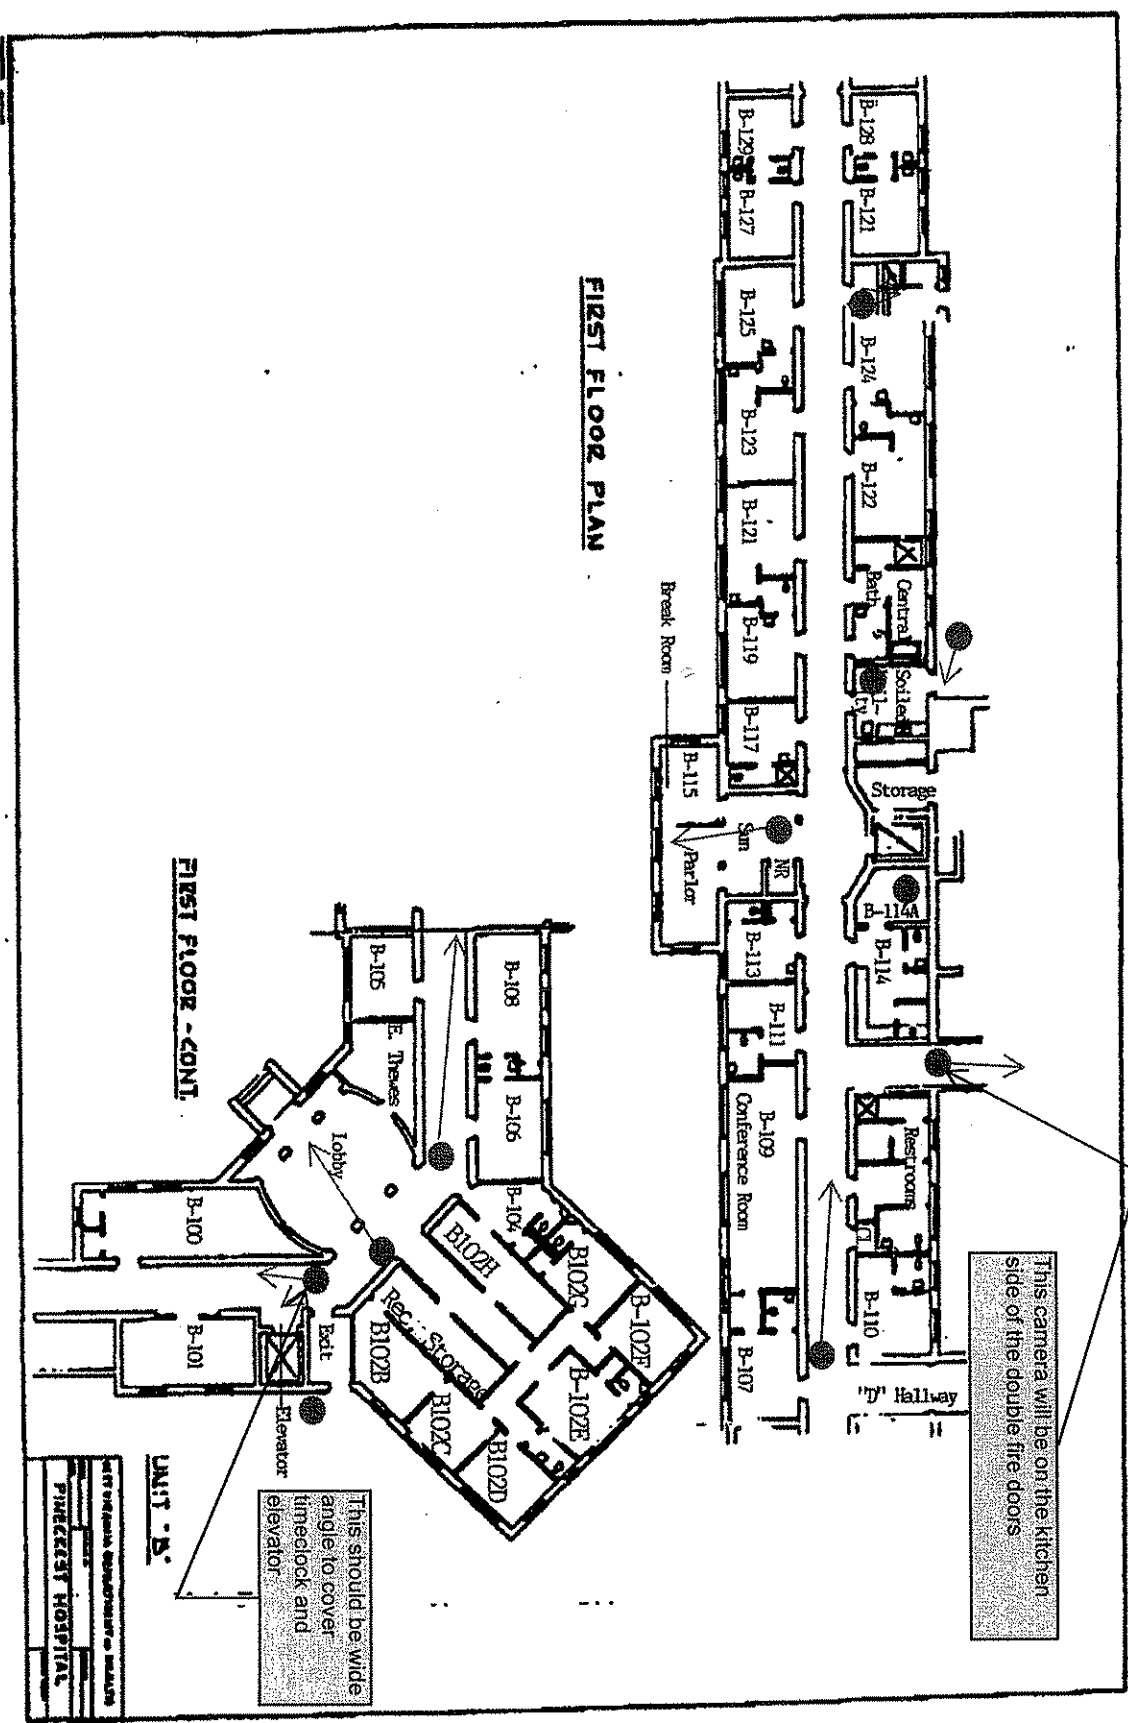 B-128
B-121
B-129
B-127
B-124
B-125
B-122
B-123
B-121
B-119
B-117
Central
Bath
Soiled
Storage
Break Room
B-115
Sun
Parlor
NR
B-114A
B-114
B-113
B-111
B-109
Conference Room
Restrooms
B-110
B-107
"D" Hallway
This camera will be on the kitchen
side of the double fire doors
FIRST FLOOR PLAN
B-105
B-108
E. Thewes
B-106
Lobby
B-104
B102H
B102G
B-102F
B-100
Rec. Storage
B-102E
B102B
B102C
B102D
Exit
B-101
Elevator
This should be wide
angle to cover
timeclock and
elevator
FIRST FLOOR - CONT.
UNIT "B"
PINECREST HOSPITAL